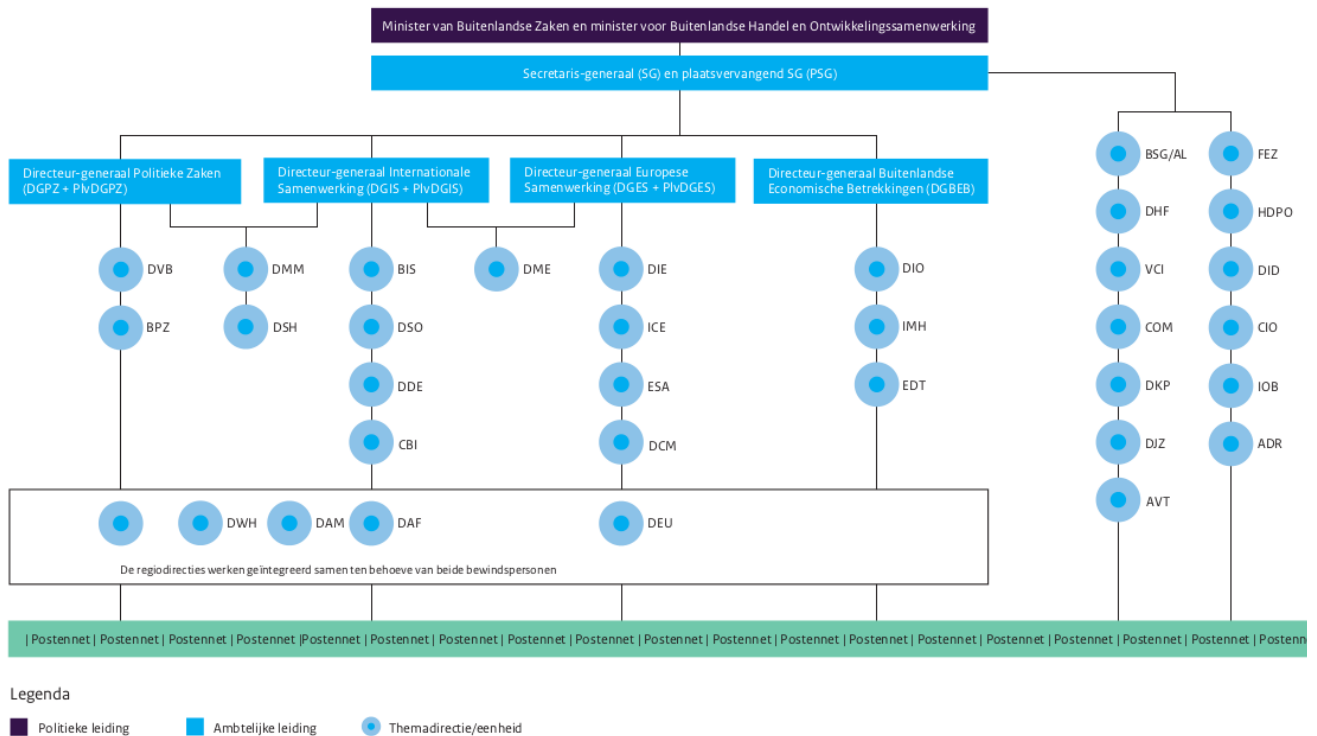 Minister van Buitenlandse Zaken en minister voor Buitenlandse Handel en Ontwikkelingssamenwerking
Secretaris-generaal (SG) en plaatsvervangend SG (PSG)
Directeur-generaal Politieke Zaken
(DGPZ + PlvDGPZ)
Directeur-generaal Internationale
Samenwerking (DGIS + PlvDGIS)
Directeur-generaal Europese
Samenwerking (DGES + PlvDGES)
Directeur-generaal Buitenlandse
Economische Betrekkingen (DGBEB)
DVB
BPZ
DMM
DSH
BIS
DSO
DDE
CBI
DME
DIE
ICE
ESA
DCM
DIO
IMH
EDT
BSG/AL
DHF
VCI
COM
DKP
DJZ
AVT
FEZ
HDPO
DID
CIO
IOB
ADR
DWH
DAM
DAF
DEU
De regiodirecties werken geïntegreerd samen ten behoeve van beide bewindspersonen
| Postennet | Postennet | Postennet | Postennet |Postennet | Postennet | Postennet | Postennet | Postennet | Postennet | Postennet | Postennet | Postennet | Postennet | Postennet | Postennet | Postennet | Postennet | Postenn
Legenda
Politieke leiding
Ambtelijke leiding
Themadirectie/eenheid